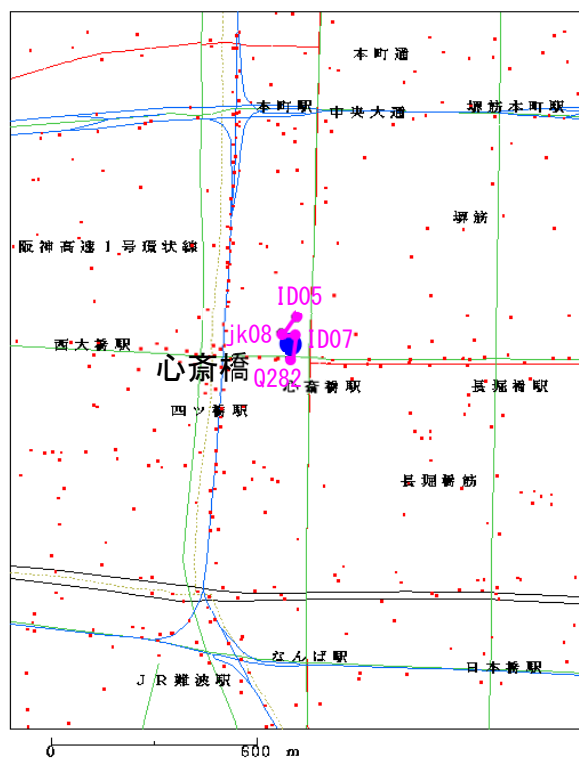 本町通
本町駅
中央大通
堺筋本町駅
堺筋
阪神高速1号環状線
ID05
jk08
ID07
西大橋駅
心斎橋
Q282
心斎橋駅
長堀橋駅
四ツ橋駅
長堀橋筋
なんば駅
日本橋駅
JR難波駅
0 600 m